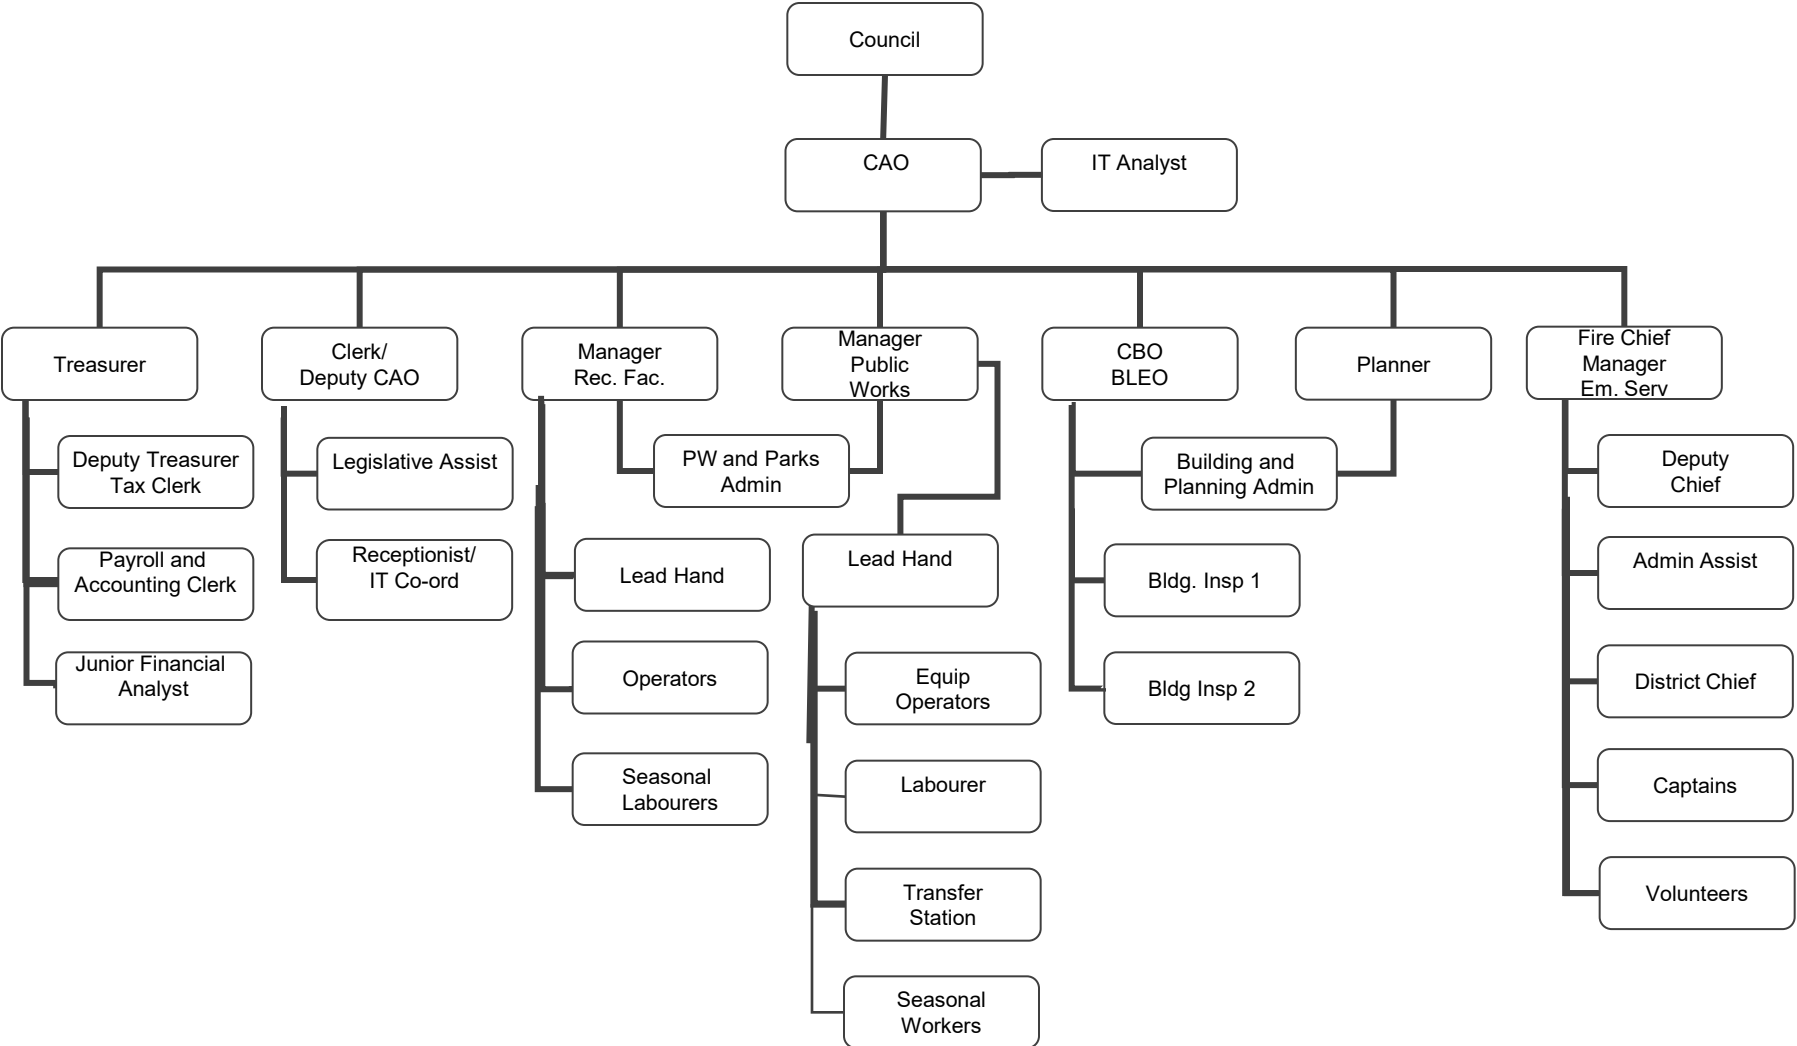 Council
CAO
IT Analyst
Treasurer
Clerk/
Deputy CAO
Manager
Rec. Fac.
Manager
Public
Works
CBO
BLEO
Planner
Fire Chief
Manager
Em. Serv
Deputy Treasurer
Tax Clerk
Legislative Assist
PW and Parks
Admin
Building and
Planning Admin
Deputy
Chief
Payroll and
Accounting Clerk
Receptionist/
IT Co-ord
Lead Hand
Lead Hand
Bldg. Insp 1
Admin Assist
Junior Financial
Analyst
Operators
Equip
Operators
Bldg Insp 2
District Chief
Seasonal
Labourers
Labourer
Captains
Transfer
Station
Volunteers
Seasonal
Workers